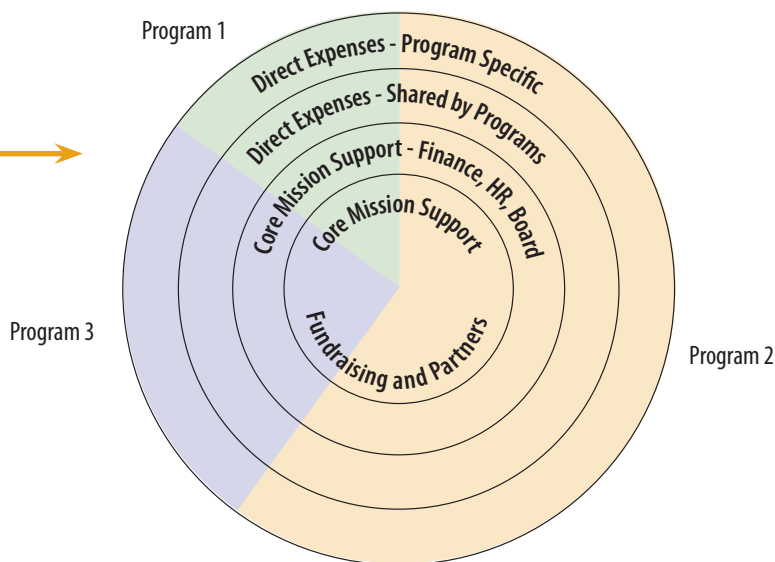 Program 1
Direct Expenses - Program Specific
Direct Expenses - Shared by Programs
Core Mission Support - Finance, HR, Board
Core Mission Support
Fundraising and Partners
Program 3
Program 2